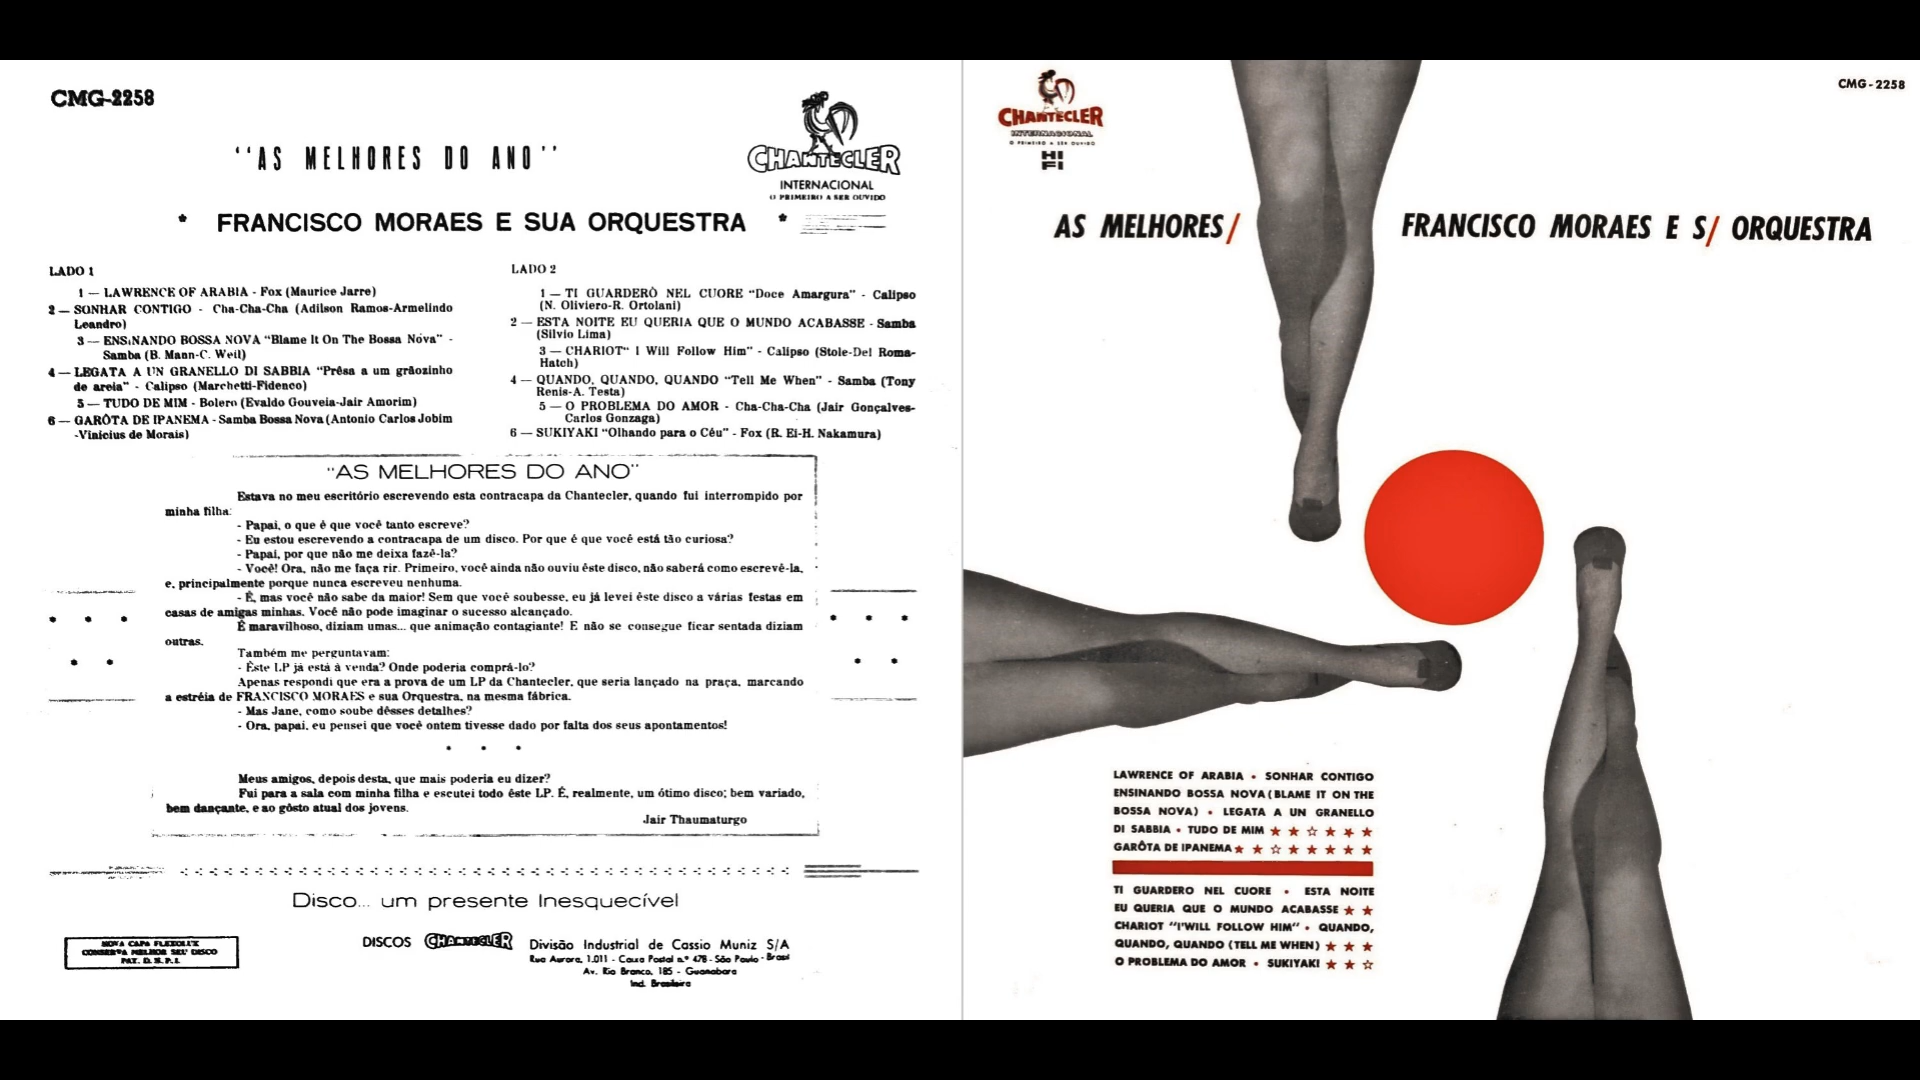 CMG-2258
"AS MELHORES DO ANO"
CHANTECLER
INTERNACIONAL
O PRIMEIRO A SER OUVIDO
* FRANCISCO MORAES E SUA ORQUESTRA *
LADO 1
1 — LAWRENCE OF ARABIA - Fox (Maurice Jarre)
2 — SONHAR CONTIGO - Cha-Cha-Cha (Adilson Ramos-Armelindo
Leandro)
3 — ENSINANDO BOSSA NOVA "Blame It On The Bossa Nova" -
Samba (B. Mann-C. Weil)
4 — LEGATA A UN GRANELLO DI SABBIA "Prêsa a um grãozinho
de areia" - Calipso (Marchetti-Fidenco)
5 — TUDO DE MIM - Bolero (Evaldo Gouveia-Jair Amorim)
6 — GARÔTA DE IPANEMA - Samba Bossa Nova (Antonio Carlos Jobim
-Vinicius de Morais)
LADO 2
1 — TI GUARDERÒ NEL CUORE "Doce Amargura" - Calipso
(N. Oliviero-R. Ortolani)
2 — ESTA NOITE EU QUERIA QUE O MUNDO ACABASSE - Samba
(Silvio Lima)
3 — CHARIOT" I Will Follow Him" - Calipso (Stole-Del Roma-
Hatch)
4 — QUANDO, QUANDO, QUANDO "Tell Me When" - Samba (Tony
Renis-A. Testa)
5 — O PROBLEMA DO AMOR - Cha-Cha-Cha (Jair Gonçalves-
Carlos Gonzaga)
6 — SUKIYAKI "Olhando para o Céu" - Fox (R. Ei-H. Nakamura)
"AS MELHORES DO ANO"
Estava no meu escritório escrevendo esta contracapa da Chantecler, quando fui interrompido por
minha filha:
- Papai, o que é que você tanto escreve?
- Eu estou escrevendo a contracapa de um disco. Por que é que você está tão curiosa?
- Papai, por que não me deixa fazê-la?
- Você! Ora, não me faça rir. Primeiro, você ainda não ouviu êste disco, não saberá como escrevê-la,
e, principalmente porque nunca escreveu nenhuma.
- É, mas você não sabe da maior! Sem que você soubesse, eu já levei êste disco a várias festas em
casas de amigas minhas. Você não pode imaginar o sucesso alcançado.
É maravilhoso, diziam umas... que animação contagiante! E não se consegue ficar sentada diziam
outras.
Também me perguntavam:
- Êste LP já está à venda? Onde poderia comprá-lo?
Apenas respondi que era a prova de um LP da Chantecler, que seria lançado na praça, marcando
a estréia de FRANCISCO MORAES e sua Orquestra, na mesma fábrica.
- Mas Jane, como soube dêsses detalhes?
- Ora, papai, eu pensei que você ontem tivesse dado por falta dos seus apontamentos!
* * *
Meus amigos, depois desta, que mais poderia eu dizer?
Fui para a sala com minha filha e escutei todo êste LP. É, realmente, um ótimo disco; bem variado,
bem dançante, e ao gôsto atual dos jovens.
Jair Thaumaturgo
Disco... um presente Inesquecível
NOVA CAPA FLEXOLUX
CONSERVA MELHOR SEU DISCO
PAT. D. N. P. I.
DISCOS CHANTECLER
Divisão Industrial de Cassio Muniz S/A
Rua Aurora, 1.011 - Caixa Postal n.º 478 - São Paulo - Brasil
Av. Rio Branco, 185 - Guanabara
Ind. Brasileira
CHANTECLER
INTERNACIONAL
O PRIMEIRO A SER OUVIDO
HI
FI
CMG-2258
AS MELHORES/ FRANCISCO MORAES E S/ ORQUESTRA
LAWRENCE OF ARABIA • SONHAR CONTIGO
ENSINANDO BOSSA NOVA (BLAME IT ON THE
BOSSA NOVA) • LEGATA A UN GRANELLO
DI SABBIA • TUDO DE MIM ★ ★ ☆ ★ ★ ★
GARÔTA DE IPANEMA ★ ★ ☆ ★ ★ ★ ★ ★
TI GUARDERO NEL CUORE • ESTA NOITE
EU QUERIA QUE O MUNDO ACABASSE ★ ★
CHARIOT "I'WILL FOLLOW HIM" • QUANDO,
QUANDO, QUANDO (TELL ME WHEN) ★ ★ ★
O PROBLEMA DO AMOR • SUKIYAKI ★ ★ ☆